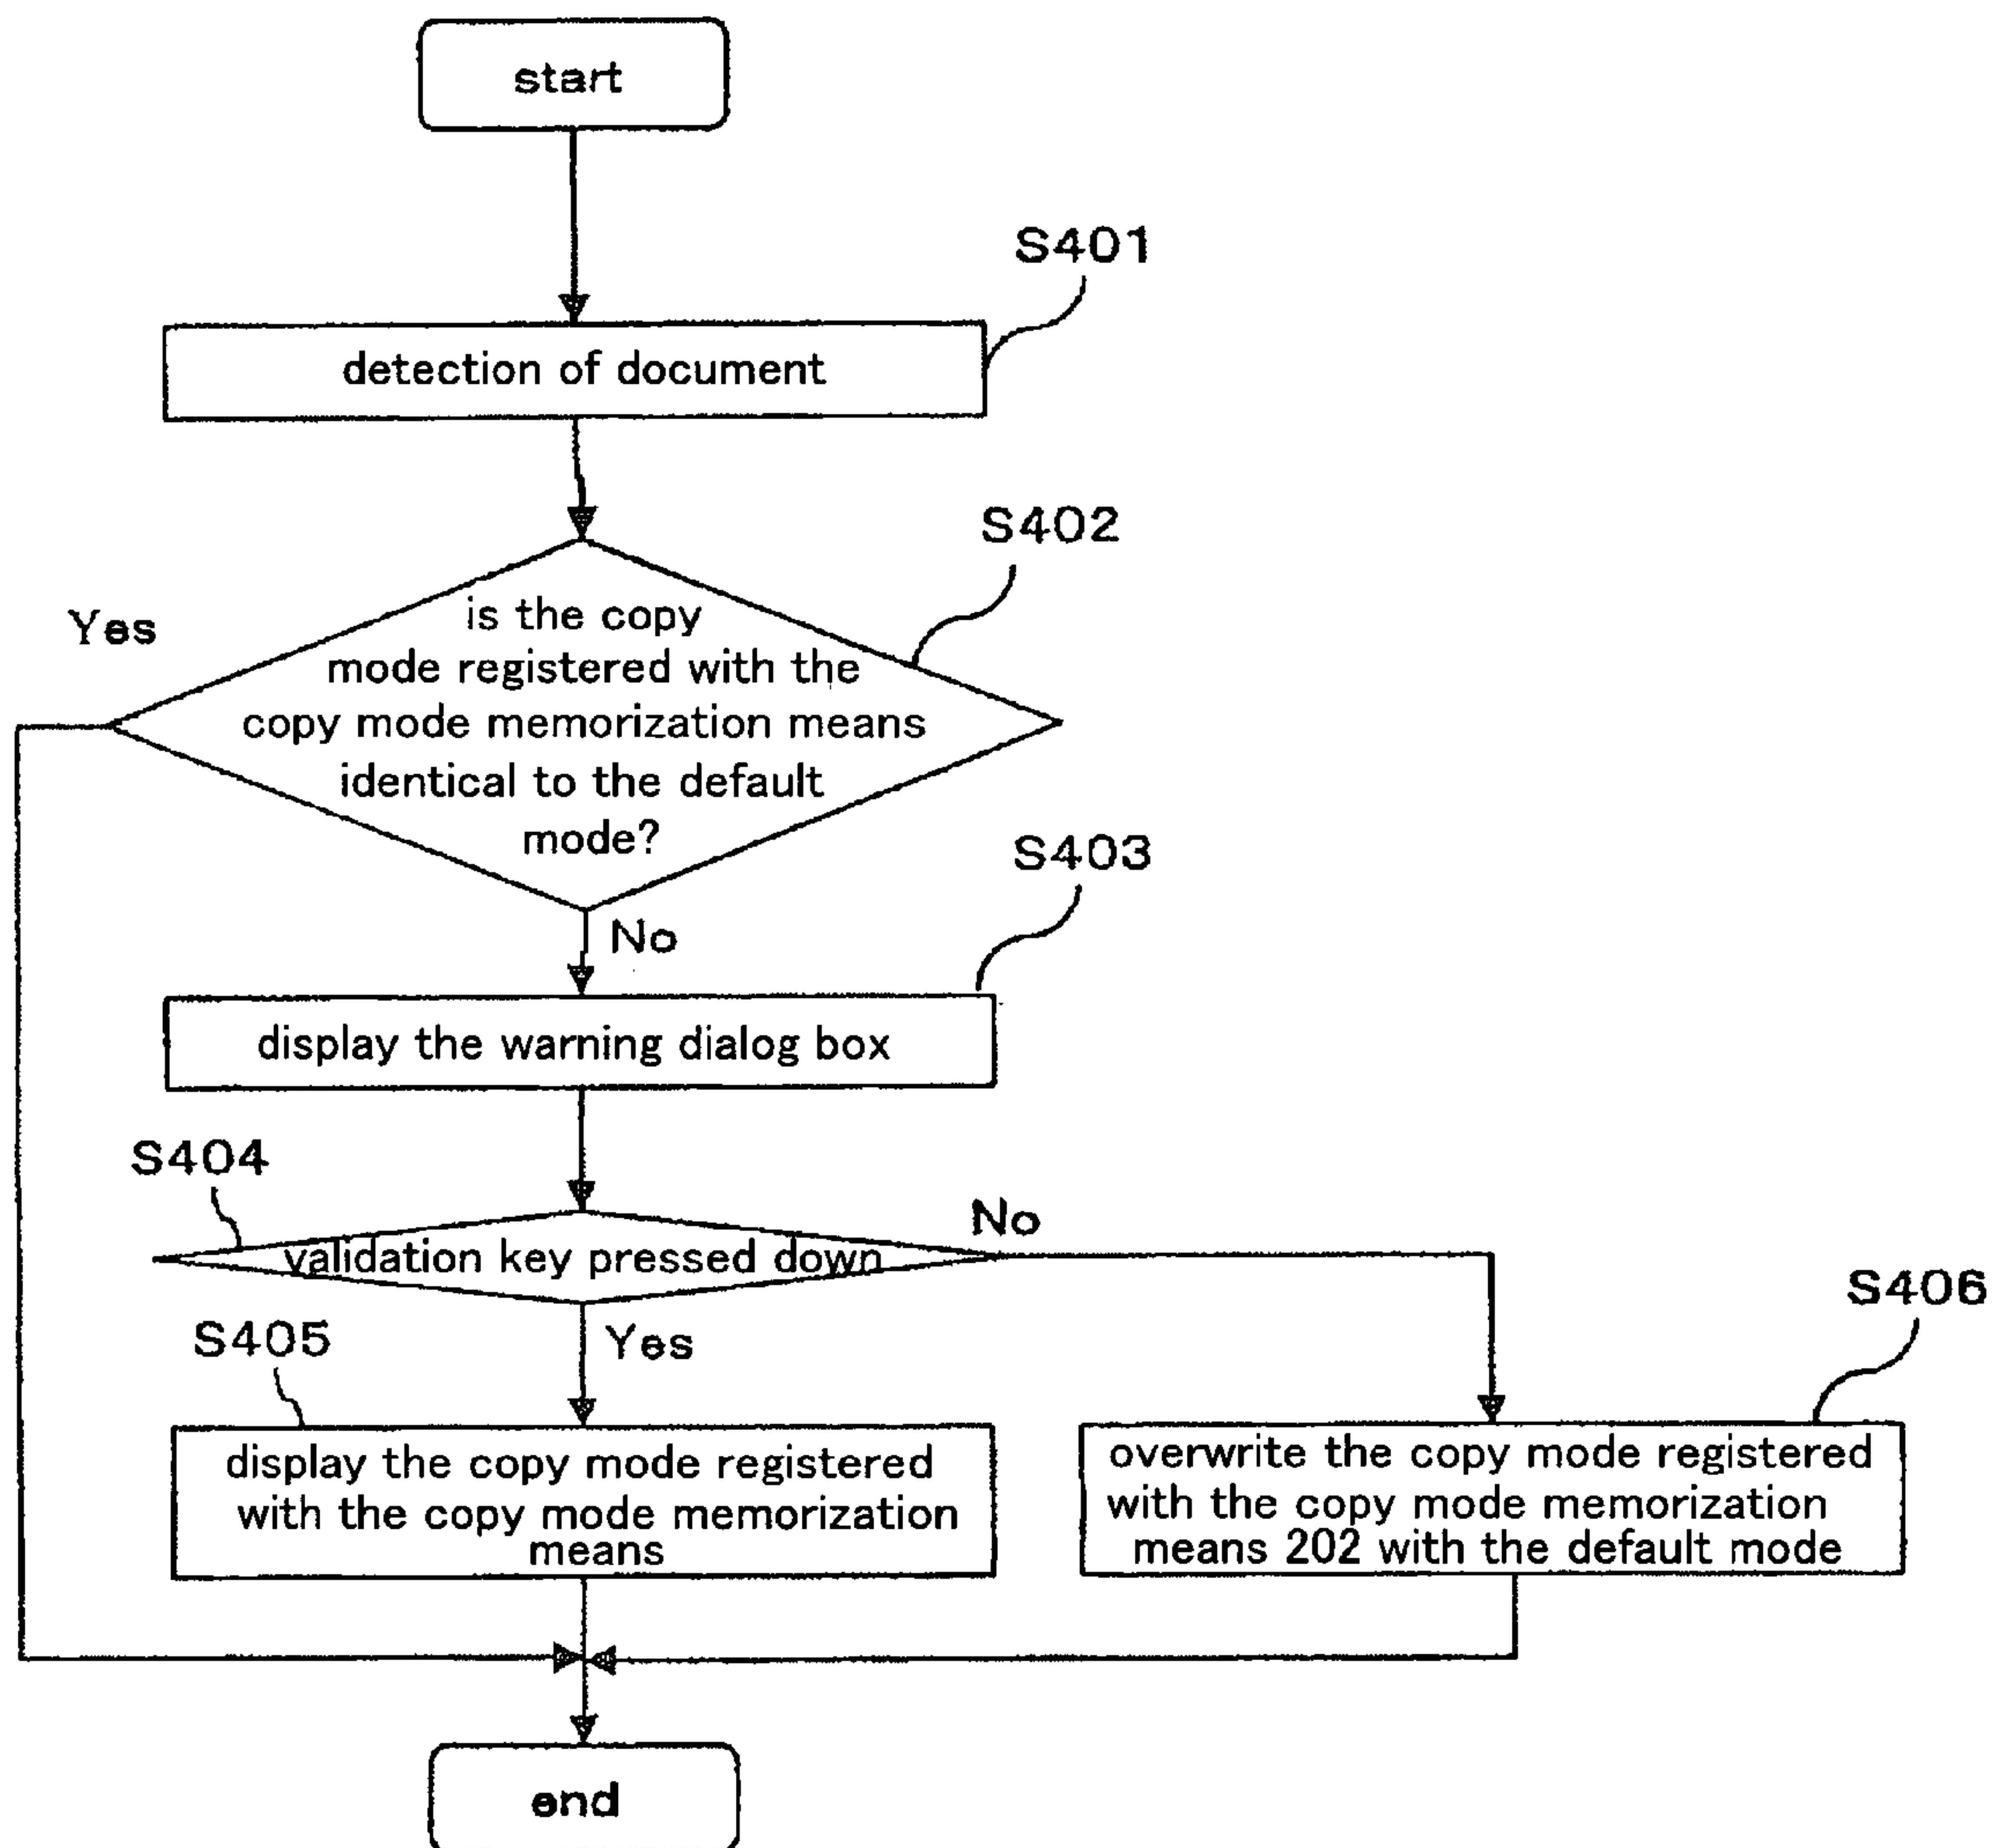 start
S401
detection of document
S402
Yes
is the copy
mode registered with the
copy mode memorization means
identical to the default
mode?
No
S403
display the warning dialog box
S404
validation key pressed down
No
Yes
S405
display the copy mode registered
with the copy mode memorization
means
S406
overwrite the copy mode registered
with the copy mode memorization
means 202 with the default mode
end